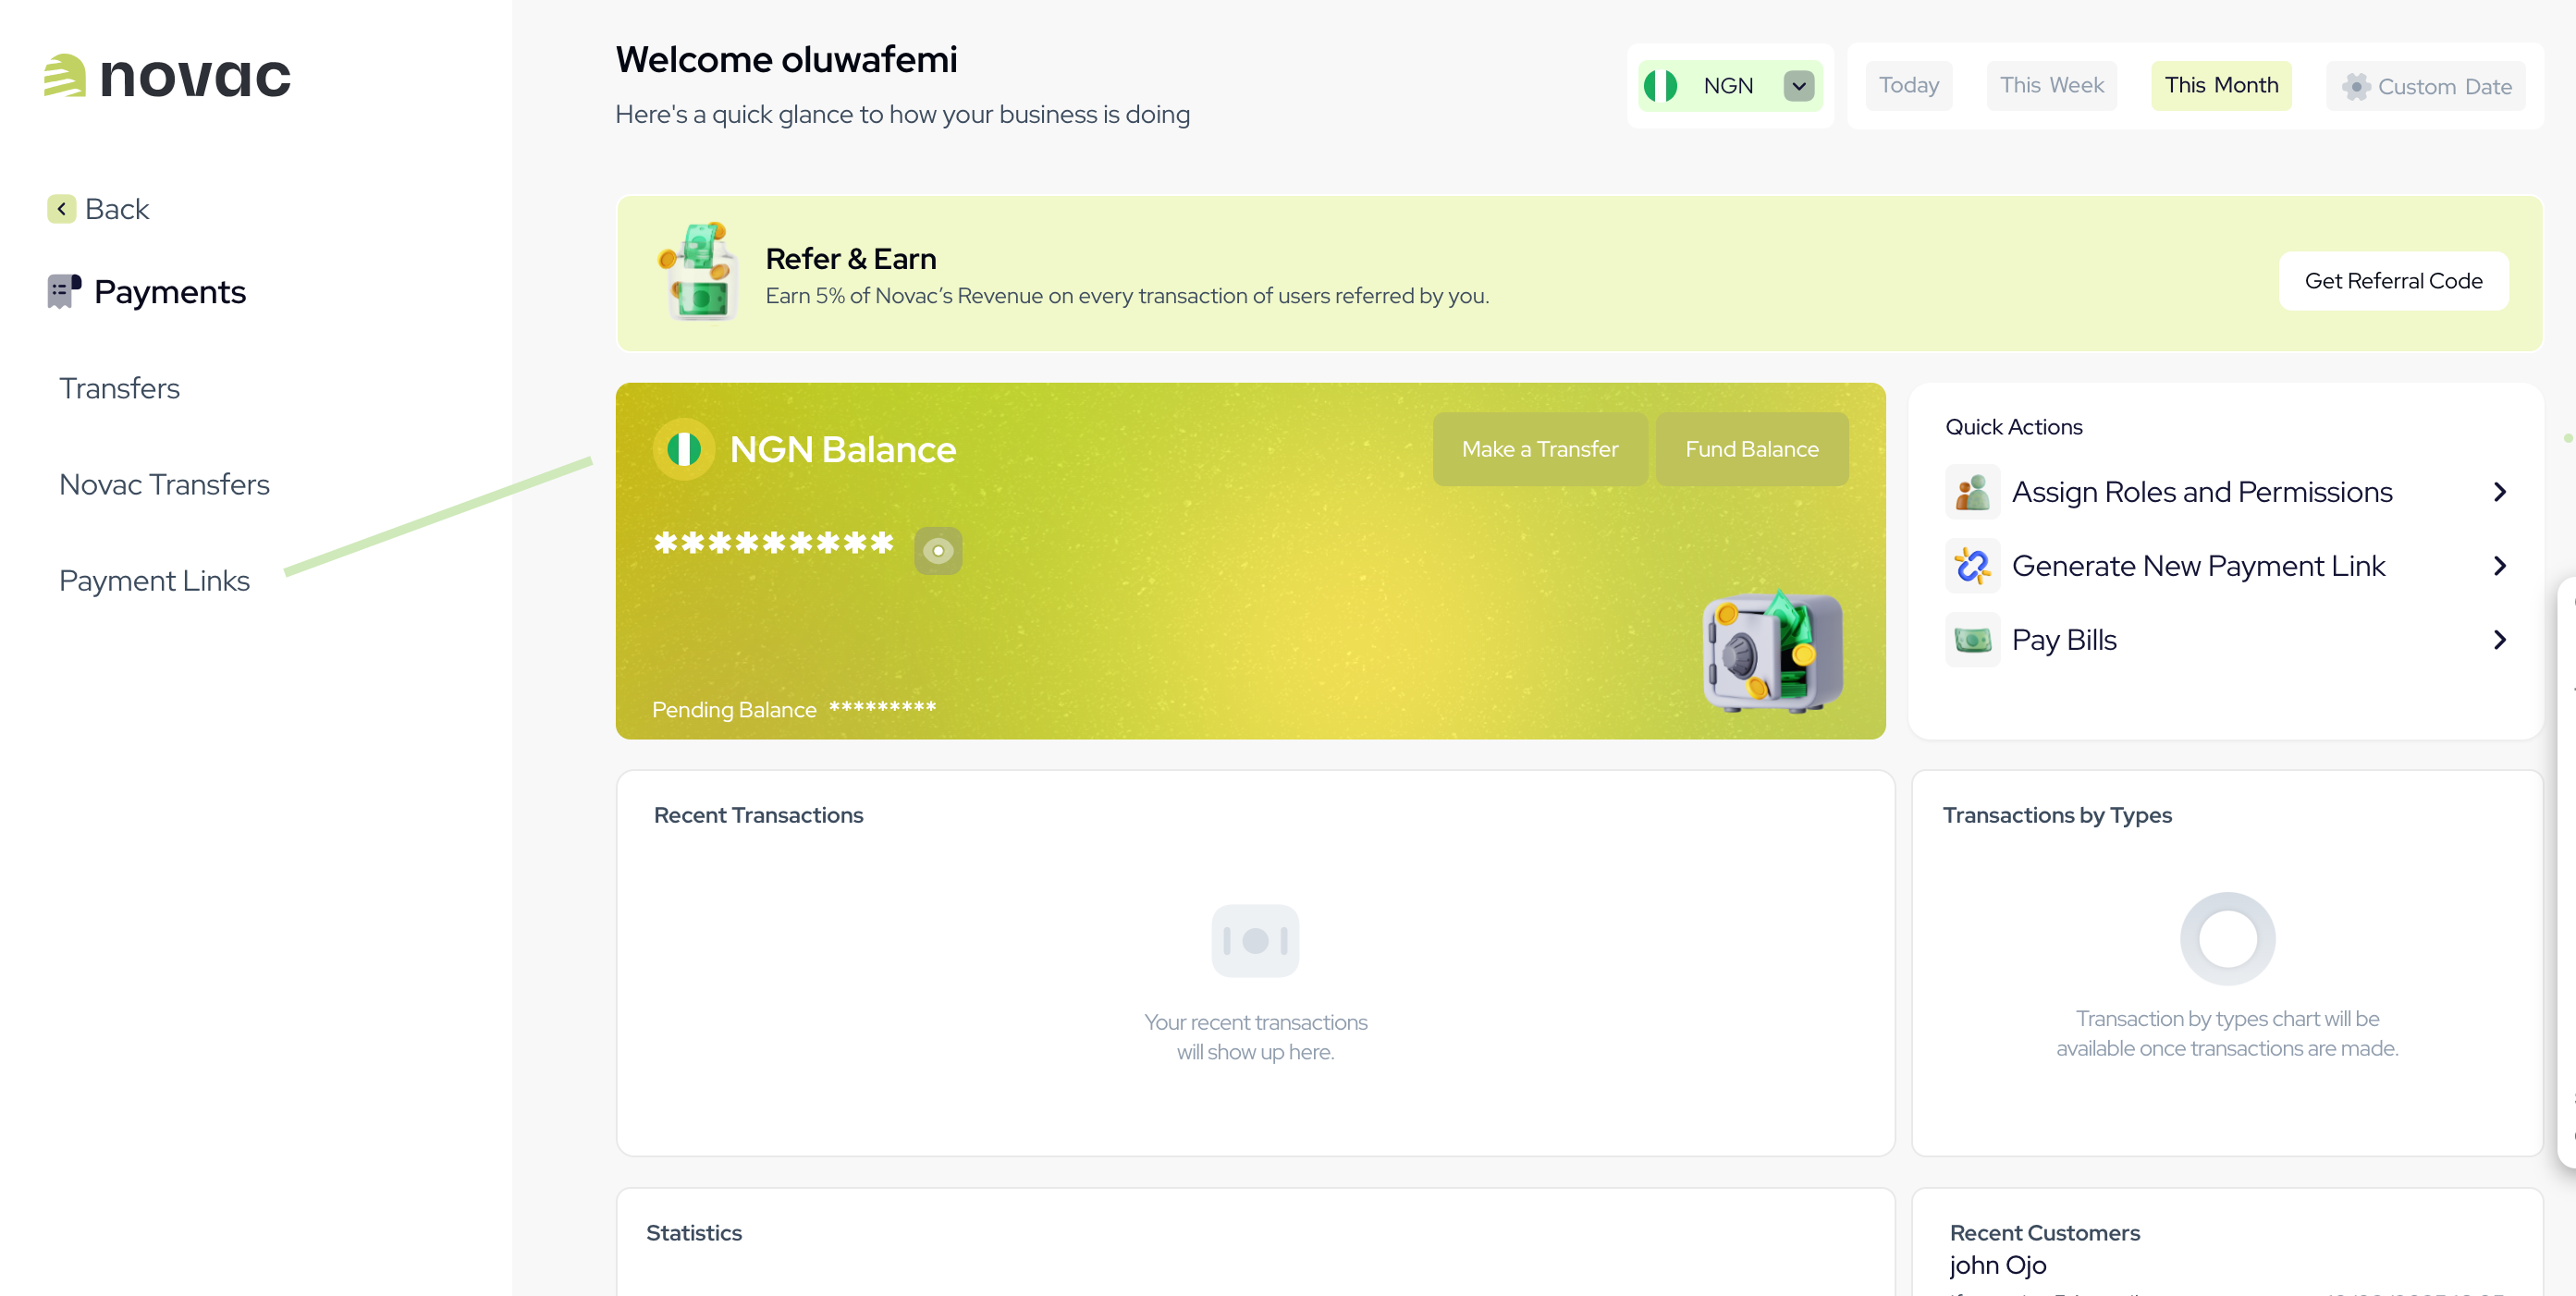 novac
Back
Payments
Transfers
Novac Transfers
Payment Links
Welcome oluwafemi
Here's a quick glance to how your business is doing
NGN
Today
This Week
This Month
Custom Date
Refer & Earn
Earn 5% of Novac’s Revenue on every transaction of users referred by you.
Get Referral Code
NGN Balance
Make a Transfer
Fund Balance
*********
Pending Balance *********
Quick Actions
Assign Roles and Permissions
Generate New Payment Link
Pay Bills
Recent Transactions
Your recent transactions
will show up here.
Transactions by Types
Transaction by types chart will be
available once transactions are made.
Statistics
Recent Customers
john Ojo